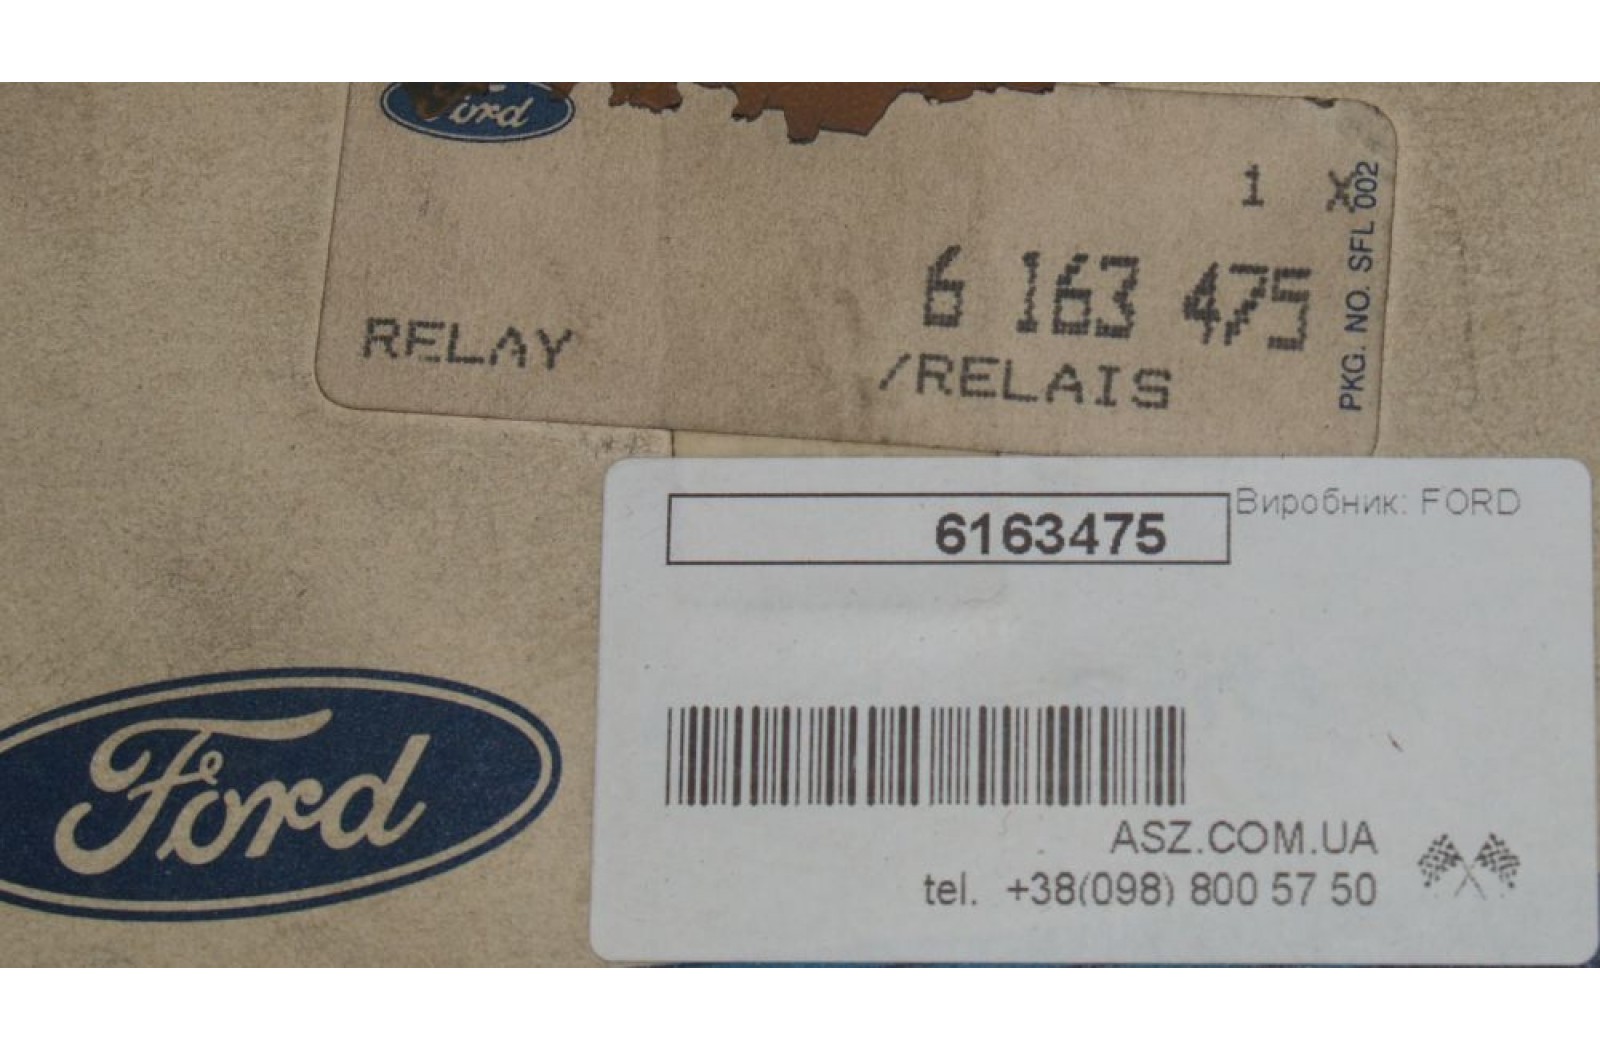 Ford
1 X
6 163 475
RELAY /RELAIS
PKG. NO. SFL 002
6163475
Виробник: FORD
Ford
ASZ.COM.UA
tel. +38(098) 800 57 50